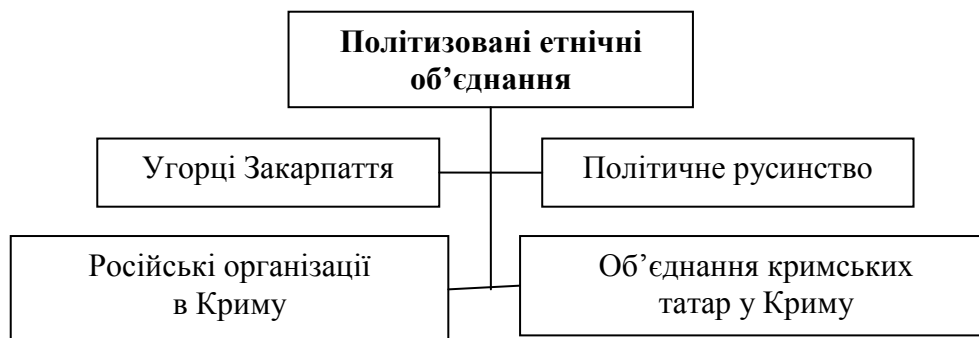 Політизовані етнічні
об’єднання
Угорці Закарпаття
Політичне русинство
Російські організації
в Криму
Об’єднання кримських
татар у Криму